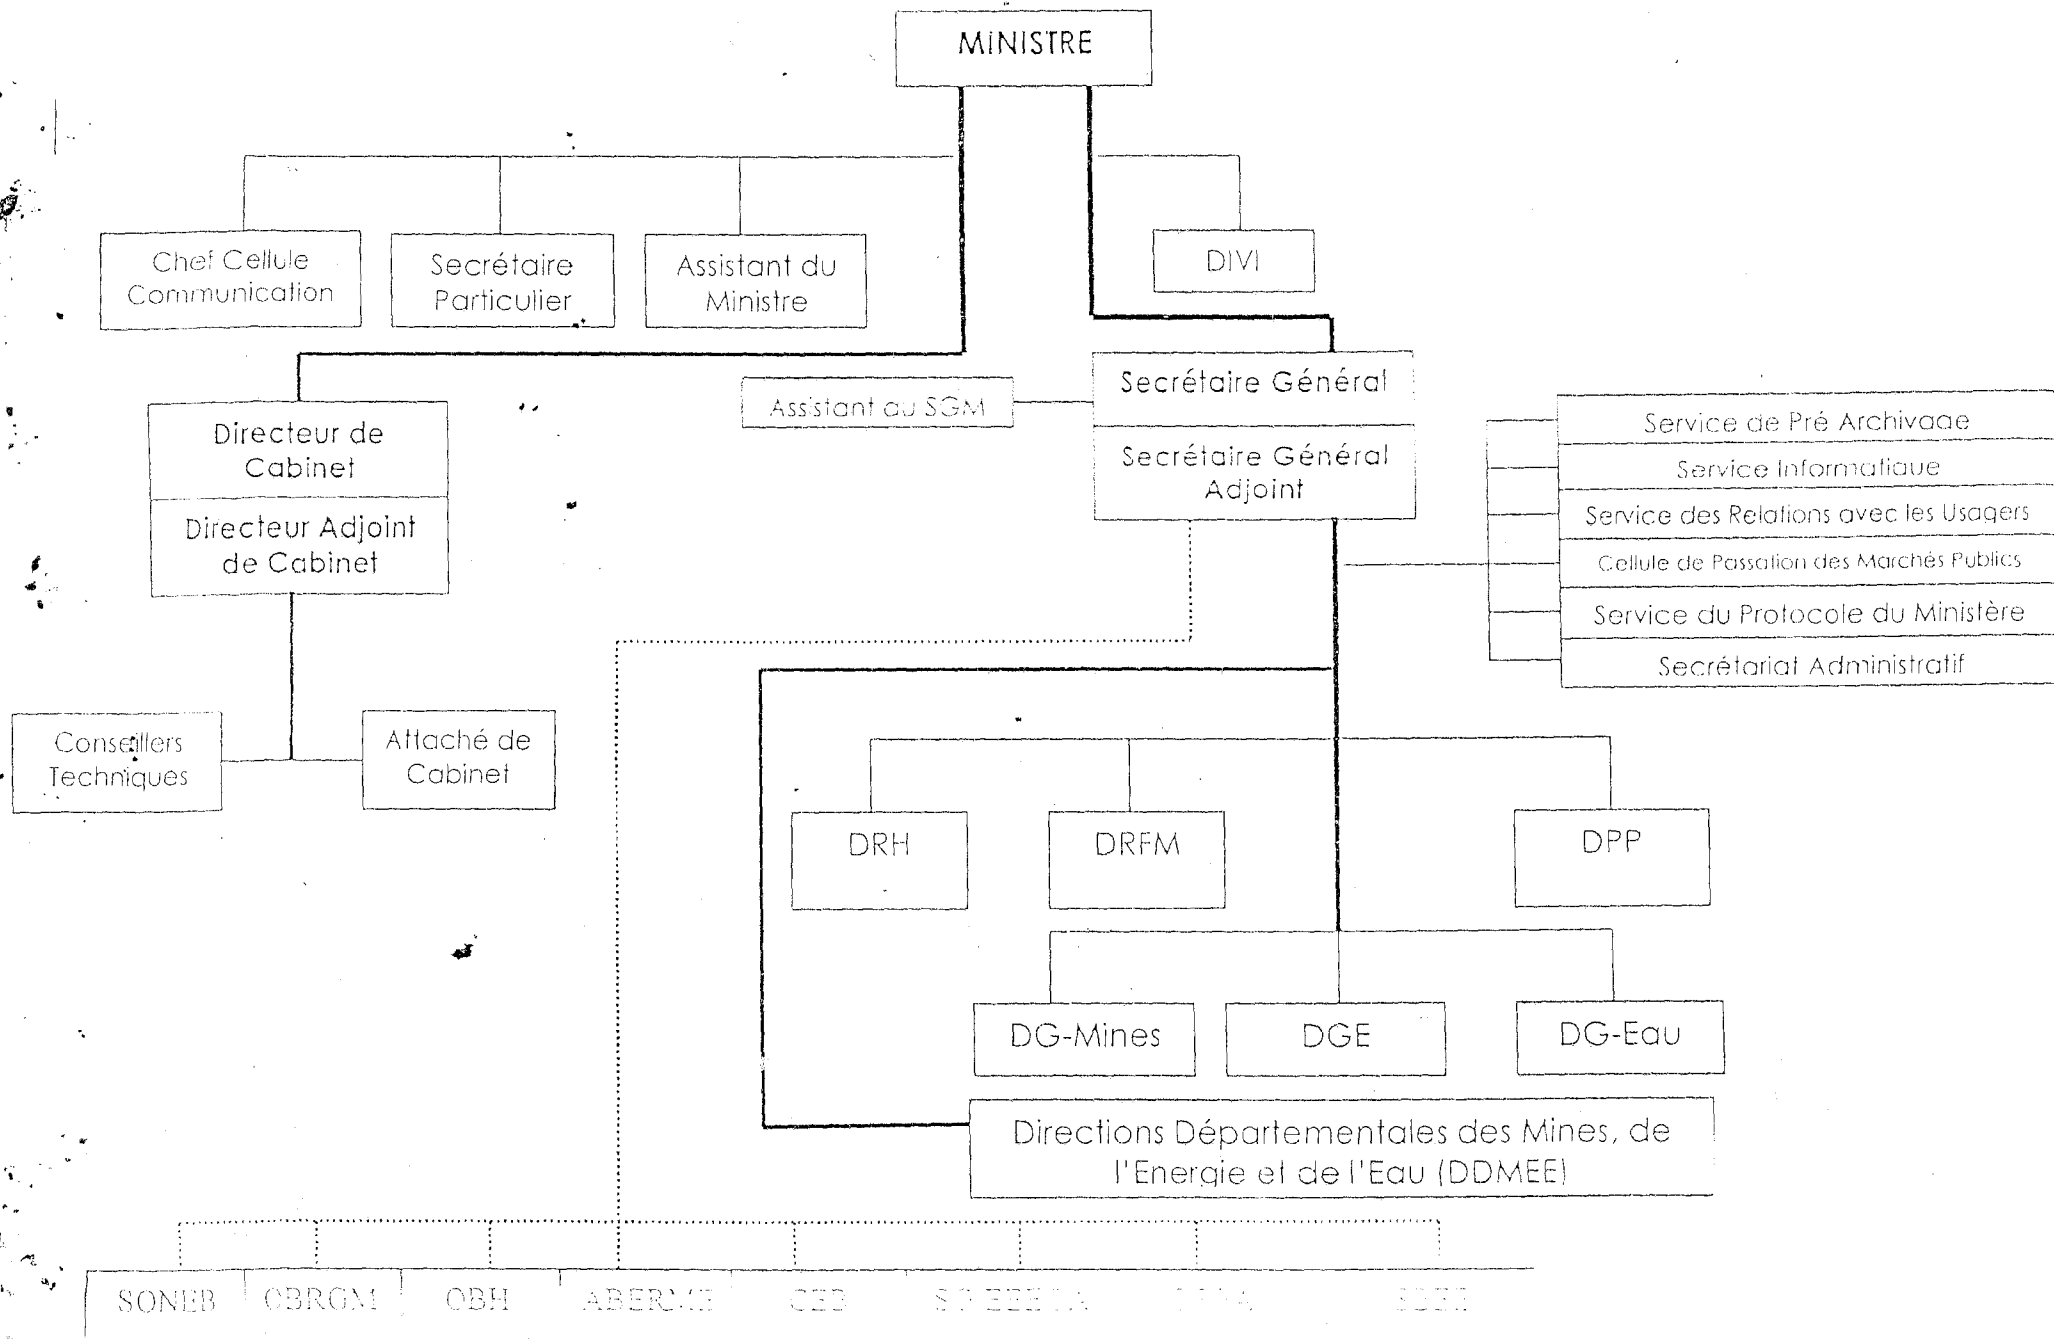 MINISTRE
Chef Cellule
Communication
Secrétaire
Particulier
Assistant du
Ministre
DIVI
Directeur de
Cabinet
Directeur Adjoint
de Cabinet
Assistant du SGM
Secrétaire Général
Secrétaire Général
Adjoint
Service de Pré Archivage
Service Informatique
Service des Relations avec les Usagers
Cellule de Passation des Marchés Publics
Service du Protocole du Ministère
Secrétariat Administratif
Conseillers
Techniques
Attaché de
Cabinet
DRH
DRFM
DPP
DG-Mines
DGE
DG-Eau
Directions Départementales des Mines, de
l'Energie et de l'Eau (DDMEE)
SONEB
OBRGM
OBH
ABERME
CEB